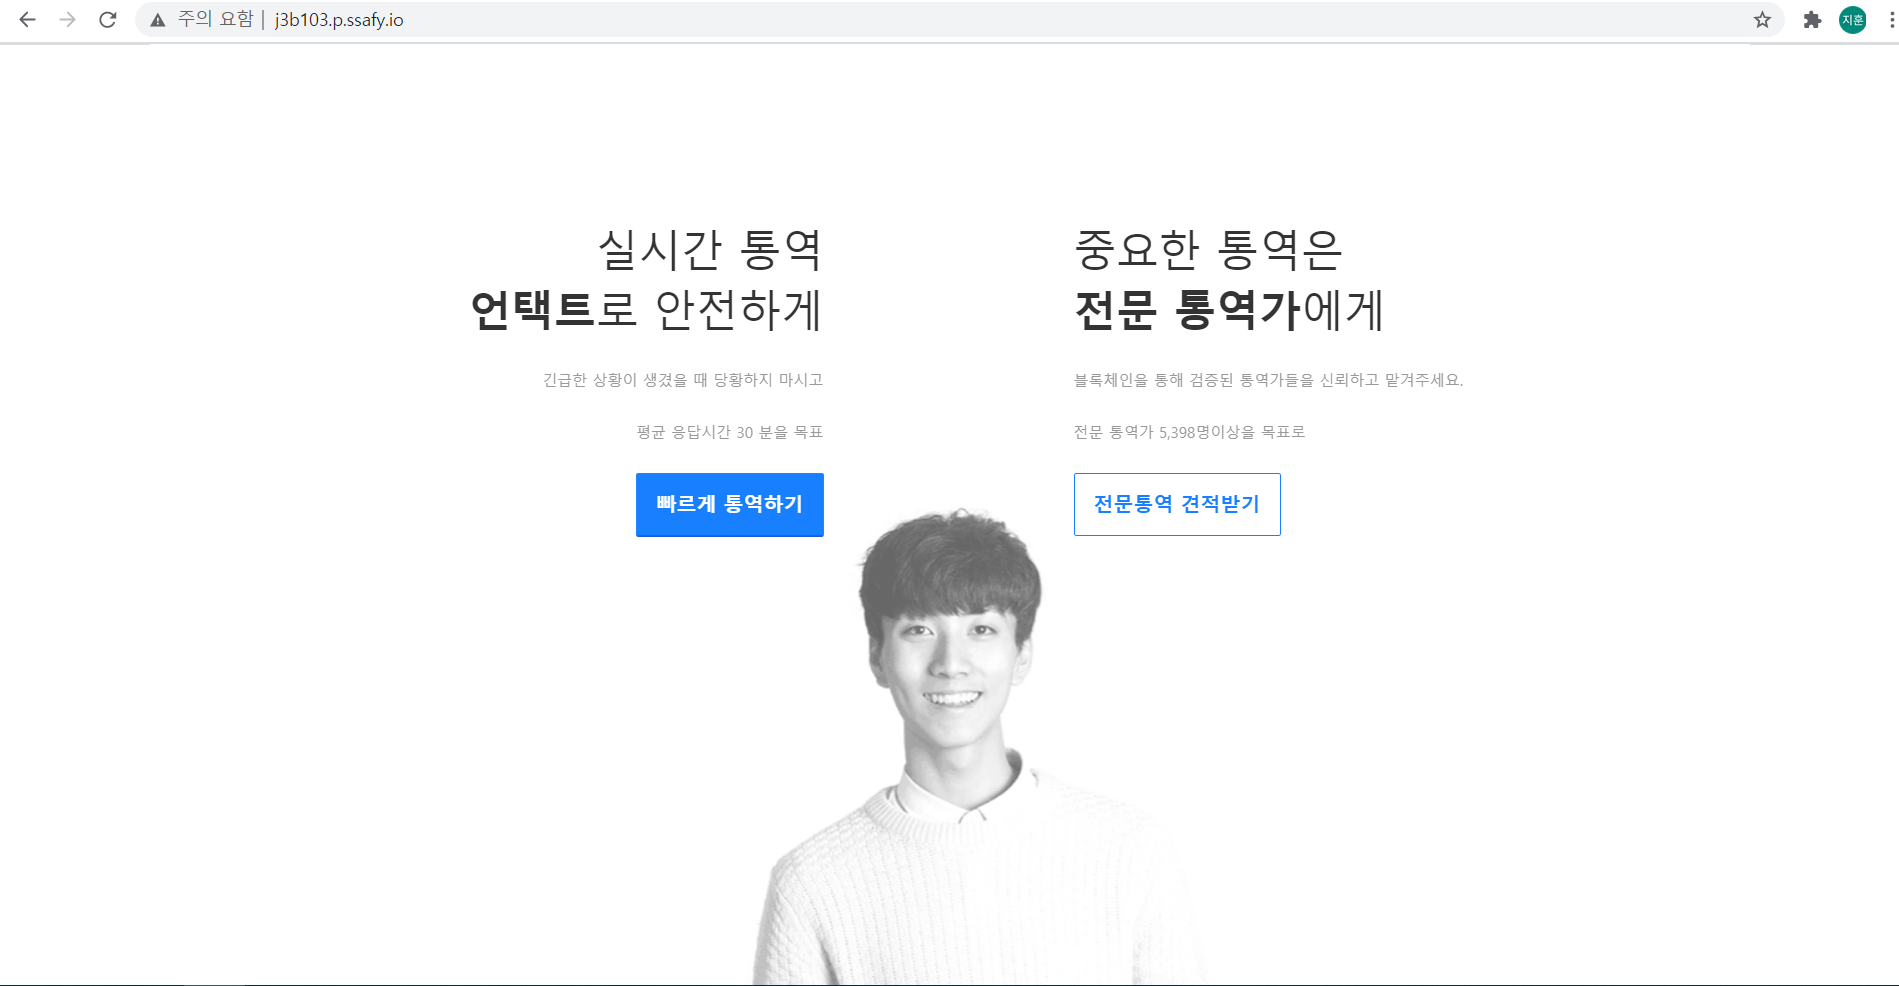 주의 요함 | j3b103.p.ssafy.io
지훈
실시간 통역
언택트로 안전하게
긴급한 상황이 생겼을 때 당황하지 마시고
평균 응답시간 30 분을 목표
빠르게 통역하기
중요한 통역은
전문 통역가에게
블록체인을 통해 검증된 통역가들을 신뢰하고 맡겨주세요.
전문 통역가 5,398명이상을 목표로
전문통역 견적받기